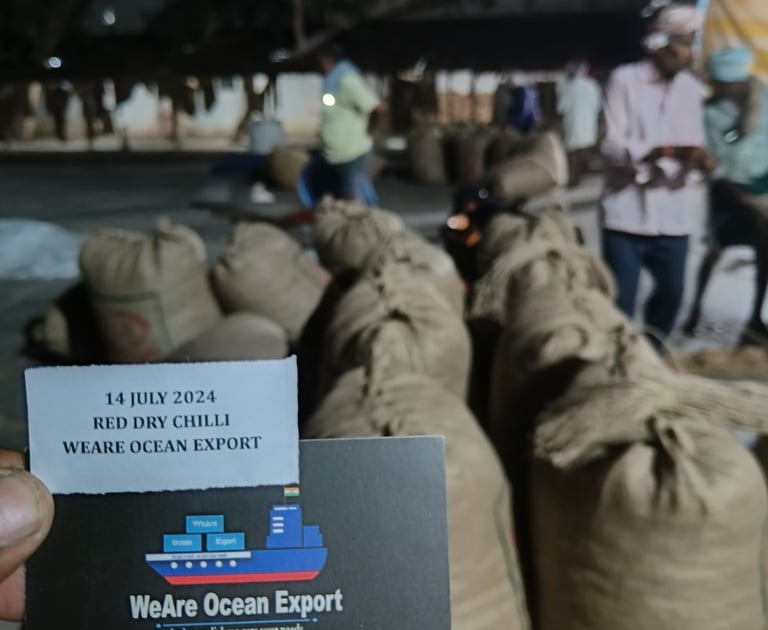 14 JULY 2024
RED DRY CHILLI
WEARE OCEAN EXPORT
WeAre
Ocean Export
WeAre Ocean Export